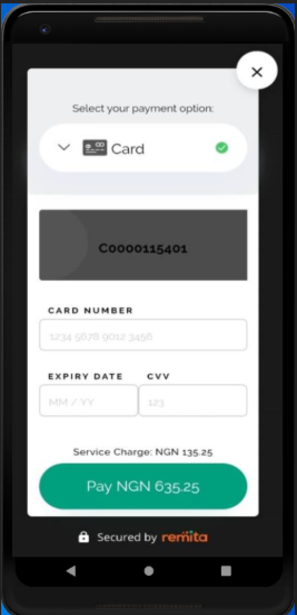 Select your payment option:
Card
C0000115401
CARD NUMBER
1234 5678 9012 3456
EXPIRY DATE CVV
MM / YY 123
Service Charge: NGN 135.25
Pay NGN 635.25
Secured by remita